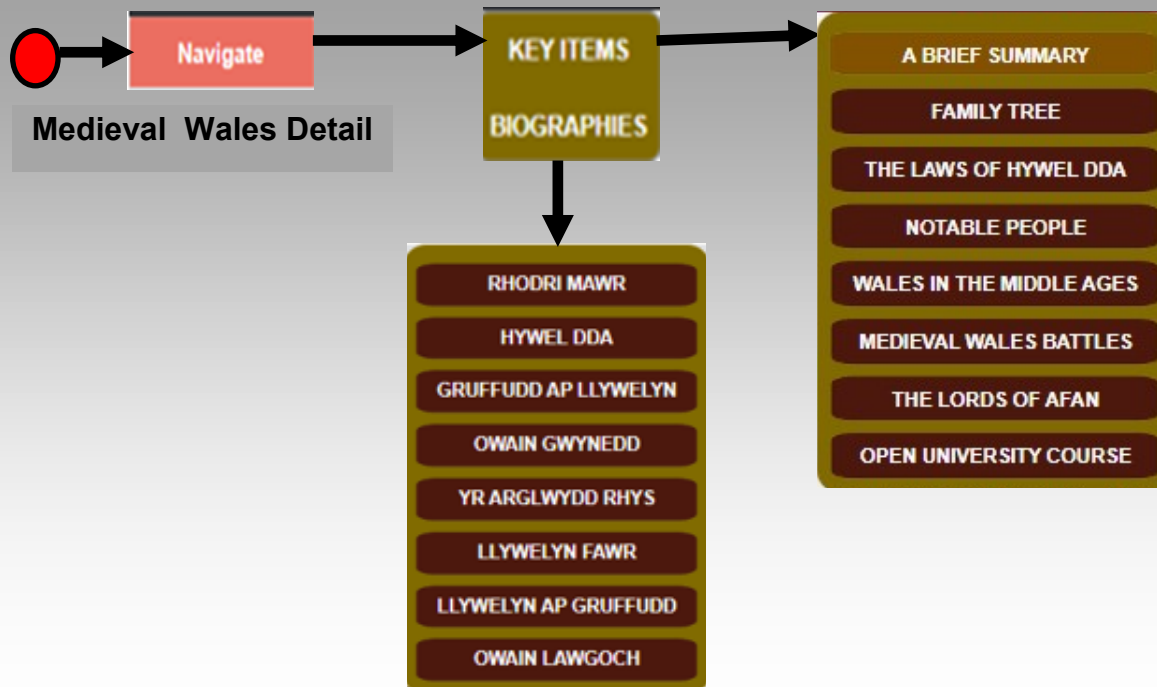 Navigate
Medieval Wales Detail
KEY ITEMS
BIOGRAPHIES
A BRIEF SUMMARY
FAMILY TREE
THE LAWS OF HYWEL DDA
NOTABLE PEOPLE
WALES IN THE MIDDLE AGES
MEDIEVAL WALES BATTLES
THE LORDS OF AFAN
OPEN UNIVERSITY COURSE
RHODRI MAWR
HYWEL DDA
GRUFFUDD AP LLYWELYN
OWAIN GWYNEDD
YR ARGLWYDD RHYS
LLYWELYN FAWR
LLYWELYN AP GRUFFUDD
OWAIN LAWGOCH